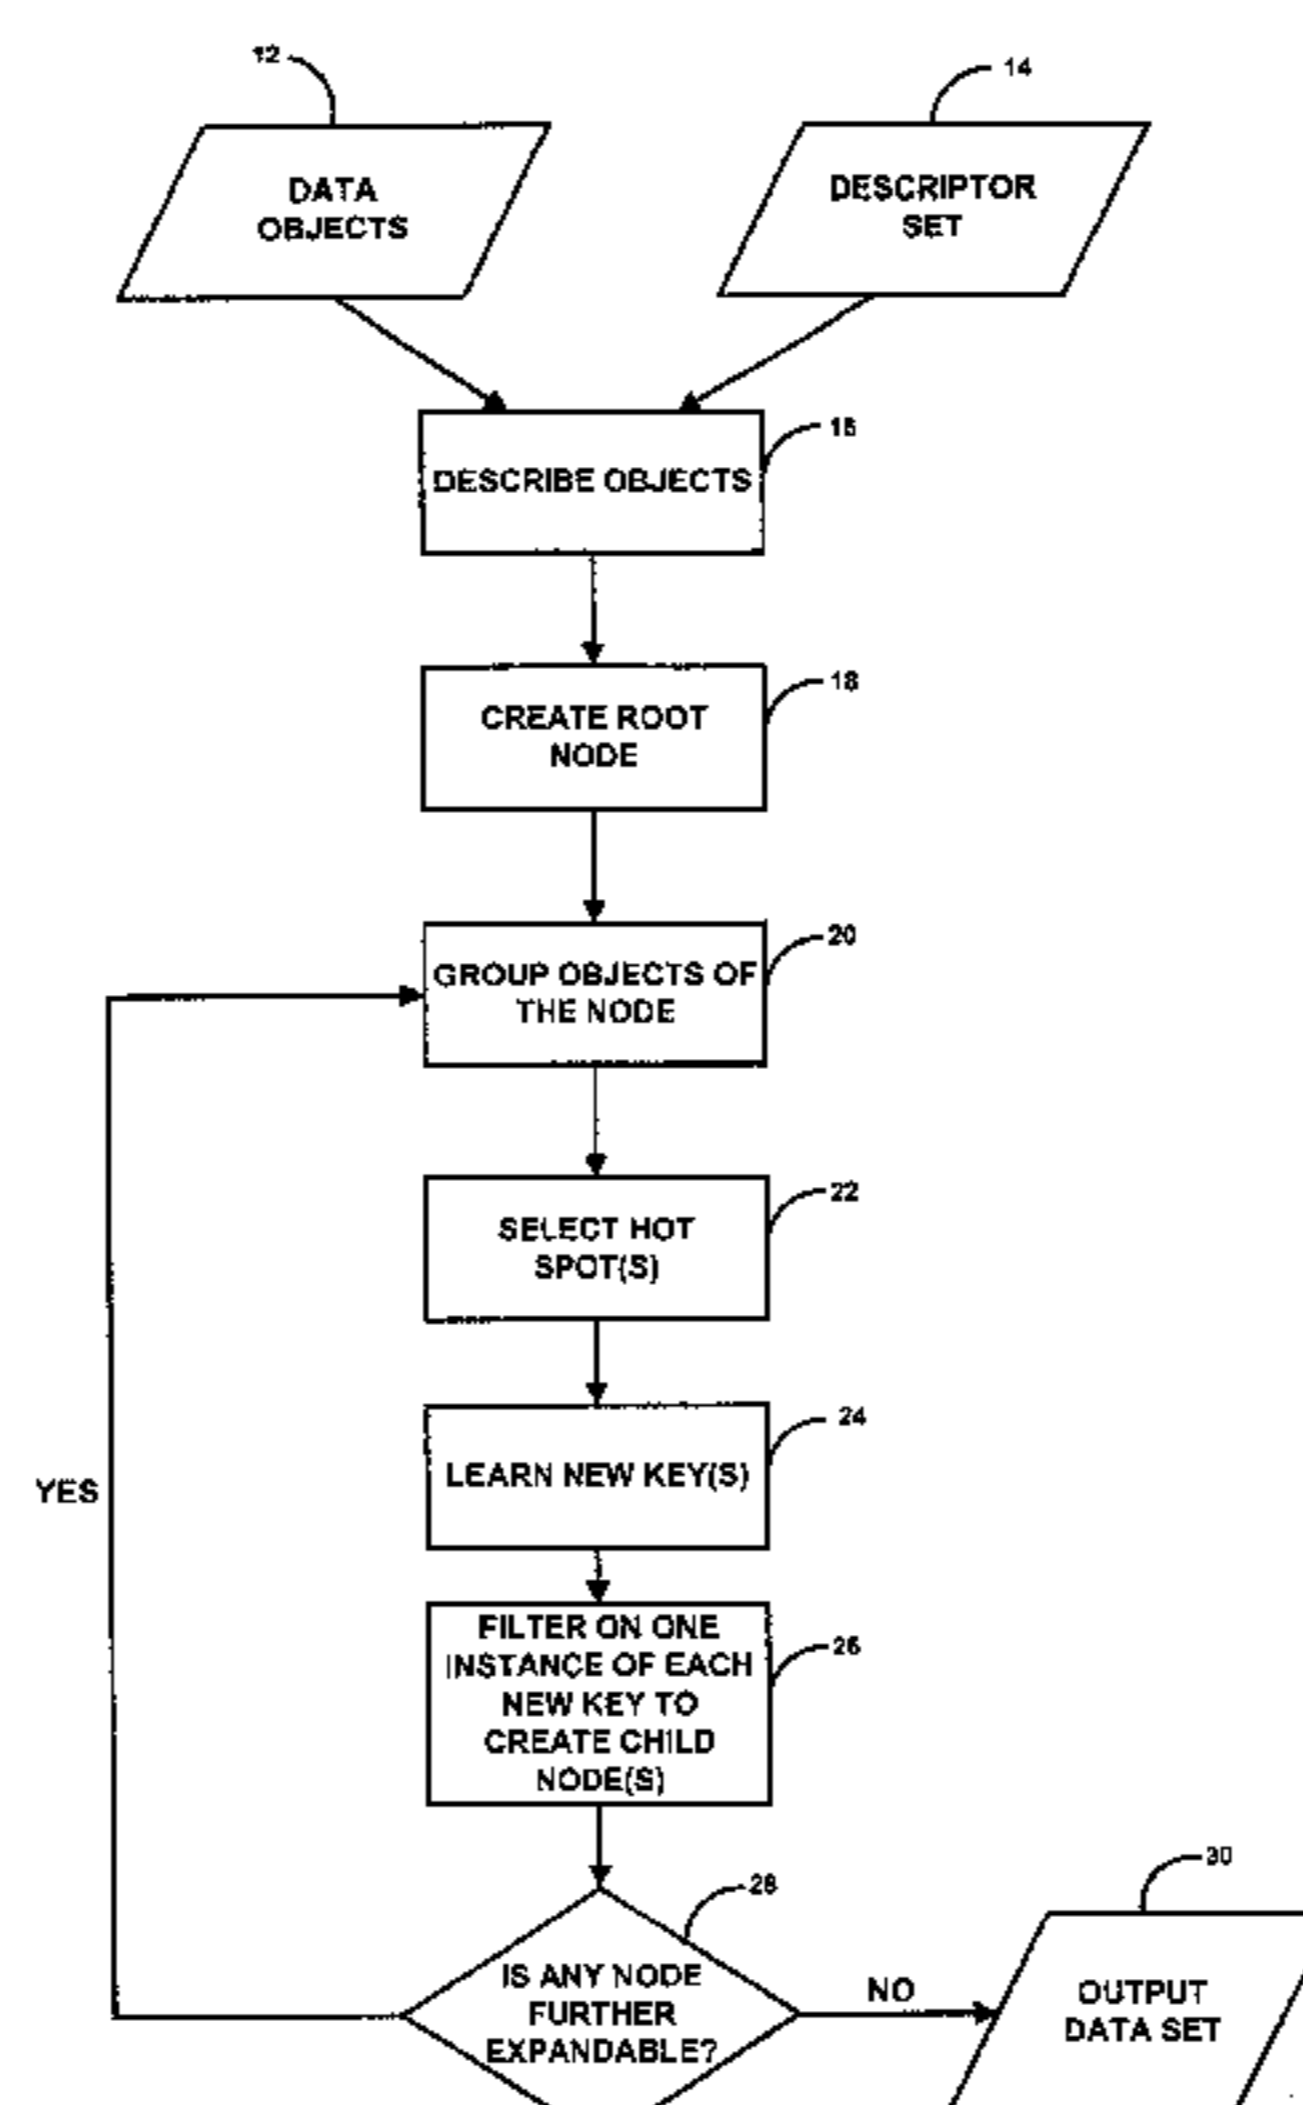 12
14
DATA
OBJECTS
DESCRIPTOR
SET
16
DESCRIBE OBJECTS
18
CREATE ROOT
NODE
20
GROUP OBJECTS OF
THE NODE
22
SELECT HOT
SPOT(S)
24
LEARN NEW KEY(S)
YES
26
FILTER ON ONE
INSTANCE OF EACH
NEW KEY TO
CREATE CHILD
NODE(S)
28
30
IS ANY NODE
FURTHER
EXPANDABLE?
NO
OUTPUT
DATA SET